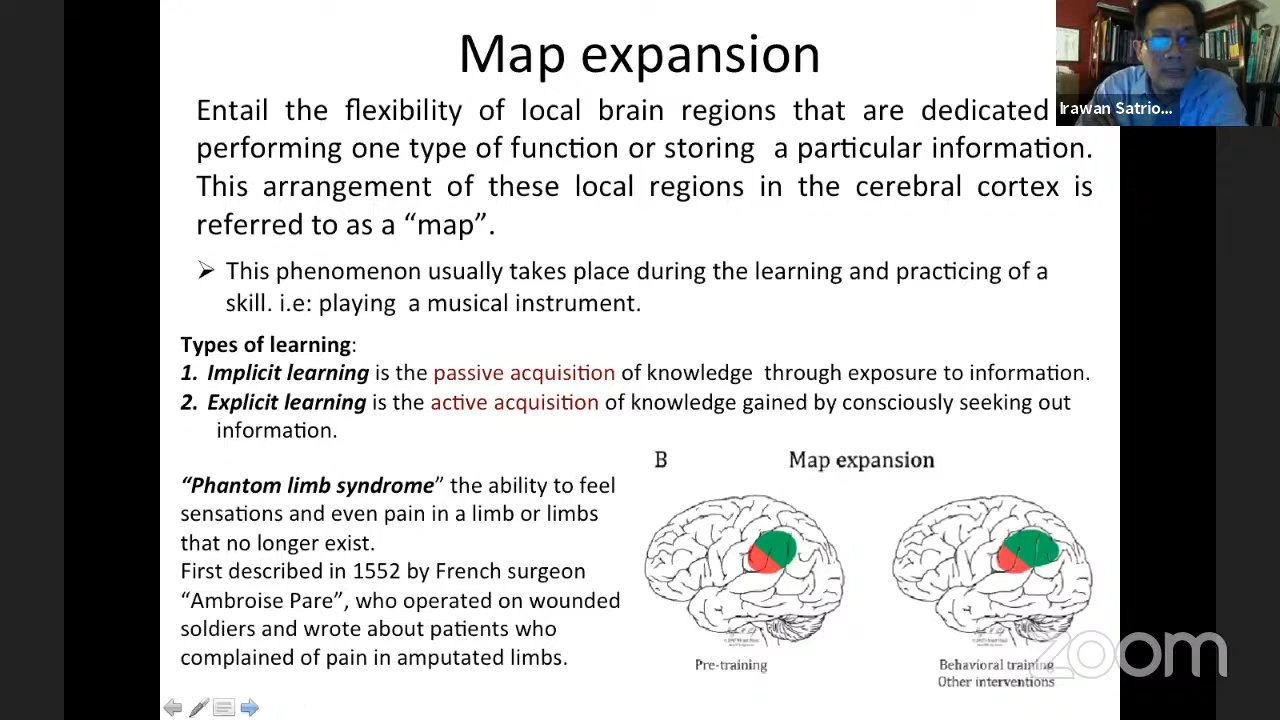 Map expansion
Irawan Satrio...
Entail the flexibility of local brain regions that are dedicated
performing one type of function or storing a particular information.
This arrangement of these local regions in the cerebral cortex is
referred to as a “map”.
➢ This phenomenon usually takes place during the learning and practicing of a
skill. i.e: playing a musical instrument.
Types of learning:
1. Implicit learning is the passive acquisition of knowledge through exposure to information.
2. Explicit learning is the active acquisition of knowledge gained by consciously seeking out
information.
“Phantom limb syndrome” the ability to feel
sensations and even pain in a limb or limbs
that no longer exist.
First described in 1552 by French surgeon
“Ambroise Pare”, who operated on wounded
soldiers and wrote about patients who
complained of pain in amputated limbs.
B Map expansion
Pre-training
Behavioral training
Other interventions
zoom